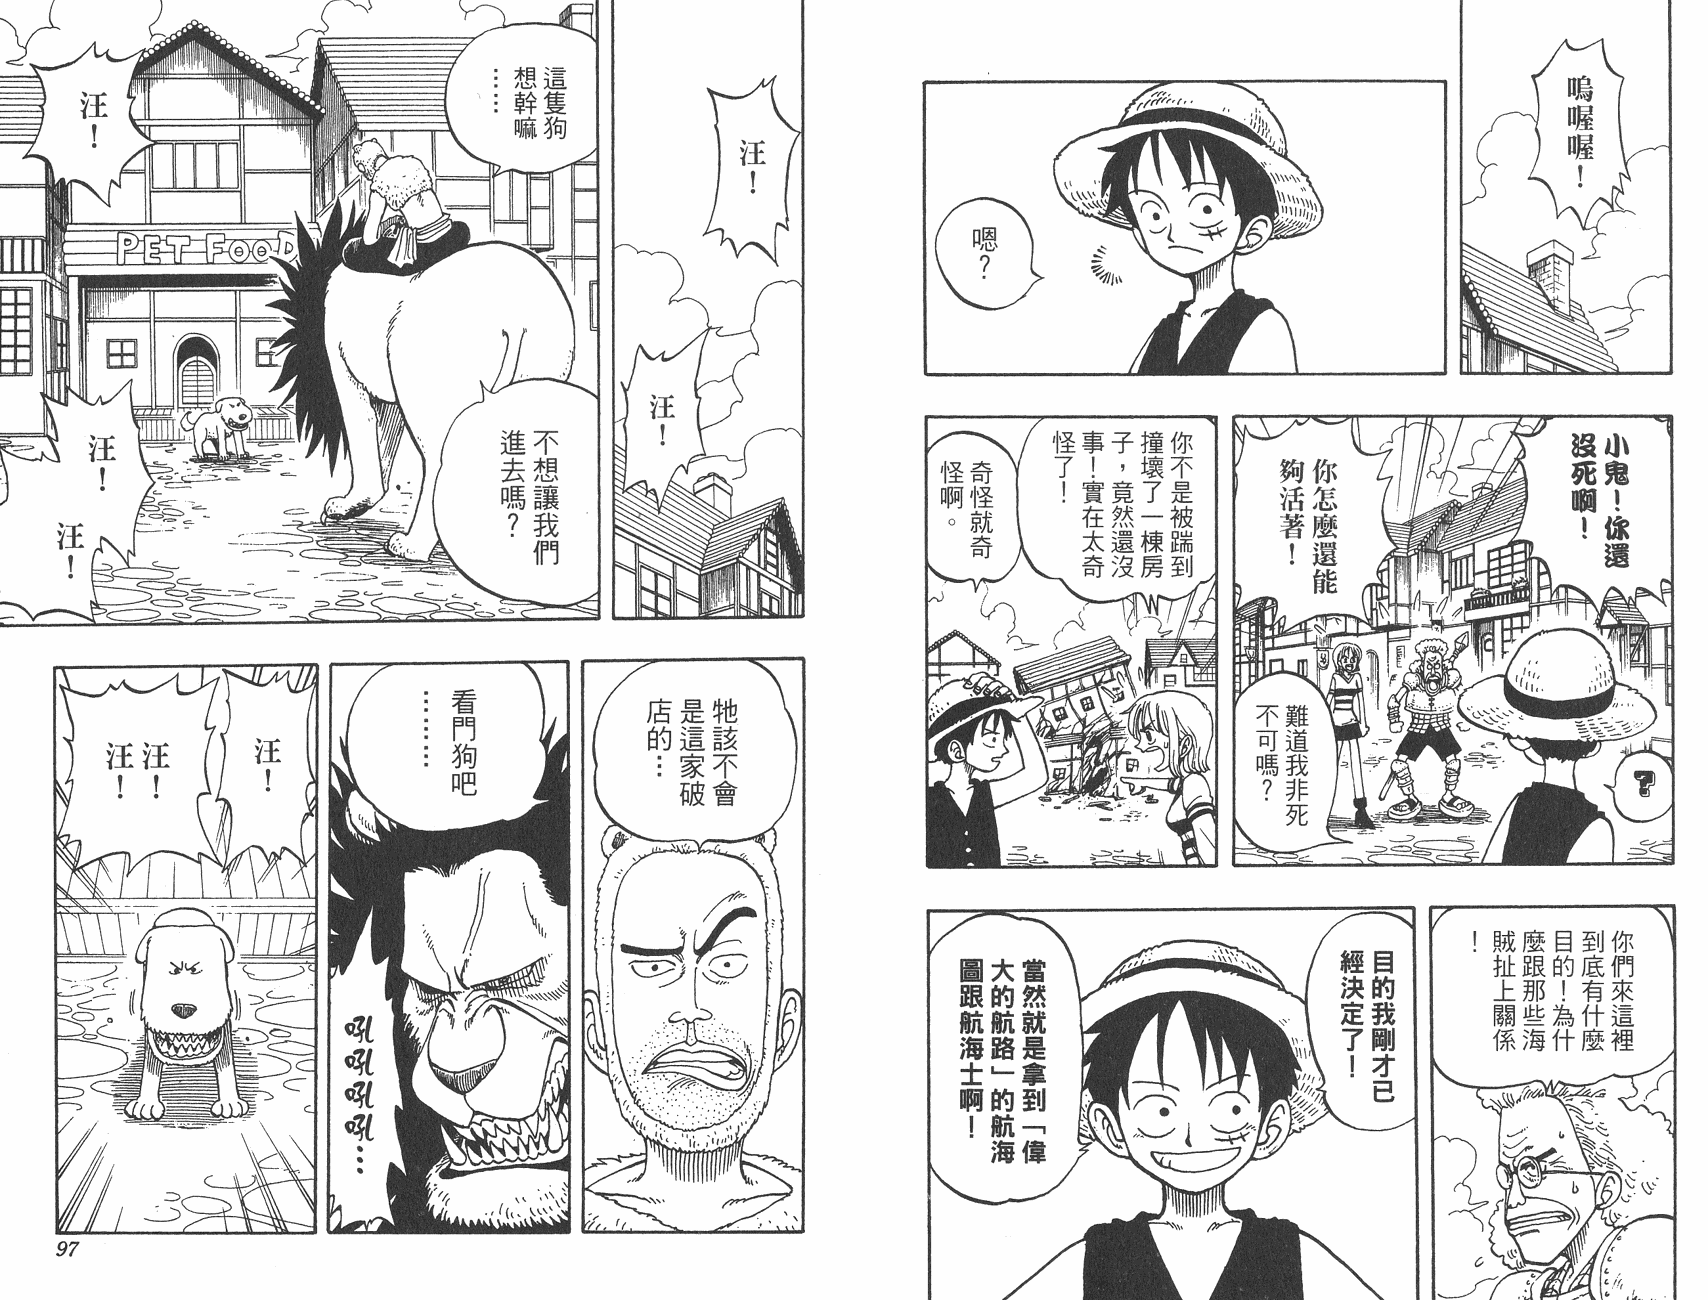 嗚喔喔！
嗯？
小鬼！你還
沒死啊！
你怎麼還能
夠活著！
難道我非死
不可嗎？
？
你不是被踹到
撞壞了一棟房
子，竟然還沒
事！實在太奇
怪了！
奇怪就奇
怪啊。
你們來這裡
到底有什麼
目的！為什
麼跟那些海
賊扯上關係
！
目的我剛才已
經決定了！
當然就是拿到「偉
大的航路」的航海
圖跟航海士啊！
汪！
汪！
這隻狗
想幹嘛
……
汪！
PET FOOD
不想讓我們
進去嗎？
汪！
汪！
牠該不會
是這家破
店的…
看門狗吧
………
吼吼吼吼…
汪！
汪！
汪！
97